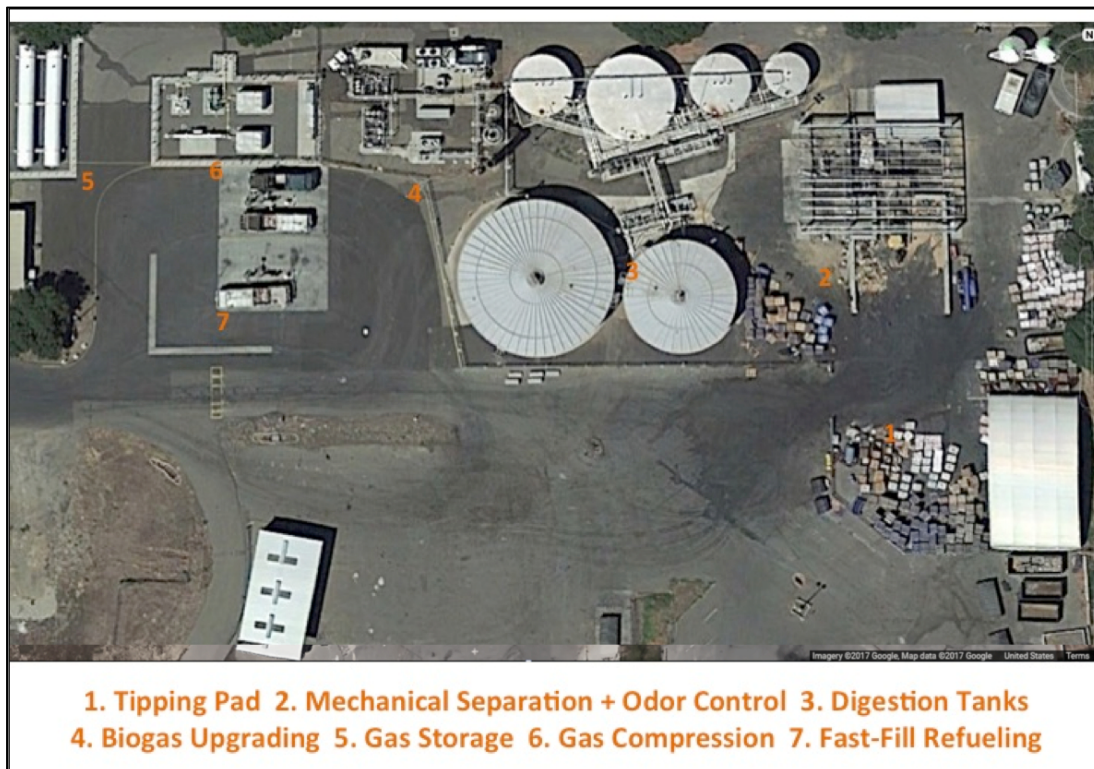 N
5
6
4
3
2
7
1
Imagery ©2017 Google, Map data ©2017 Google United States Terms
1. Tipping Pad 2. Mechanical Separation + Odor Control 3. Digestion Tanks
4. Biogas Upgrading 5. Gas Storage 6. Gas Compression 7. Fast-Fill Refueling